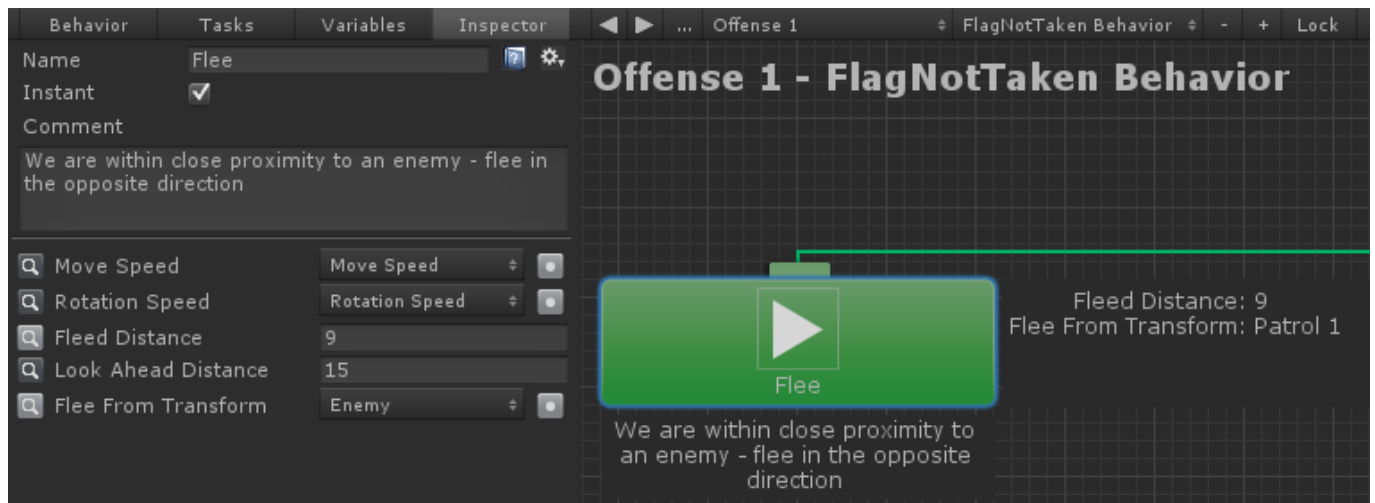 Behavior Tasks Variables Inspector
... Offense 1 FlagNotTaken Behavior - + Lock
Name Flee
Instant
Comment
We are within close proximity to an enemy - flee in
the opposite direction
Move Speed Move Speed
Rotation Speed Rotation Speed
Fleed Distance 9
Look Ahead Distance 15
Flee From Transform Enemy
Offense 1 - FlagNotTaken Behavior
Flee
We are within close proximity to
an enemy - flee in the opposite
direction
Fleed Distance: 9
Flee From Transform: Patrol 1